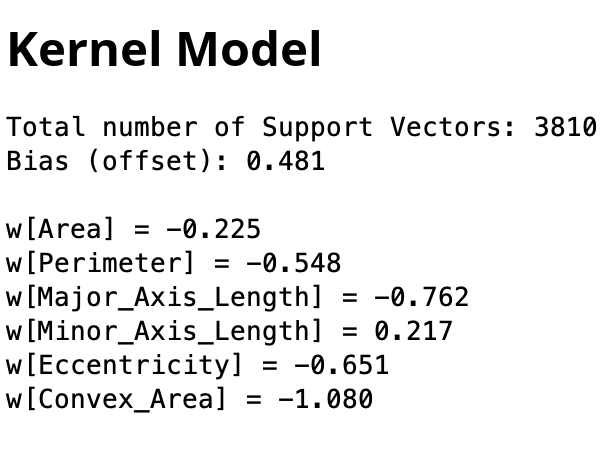 Kernel Model
Total number of Support Vectors: 3810
Bias (offset): 0.481
w[Area] = -0.225
w[Perimeter] = -0.548
w[Major_Axis_Length] = -0.762
w[Minor_Axis_Length] = 0.217
w[Eccentricity] = -0.651
w[Convex_Area] = -1.080